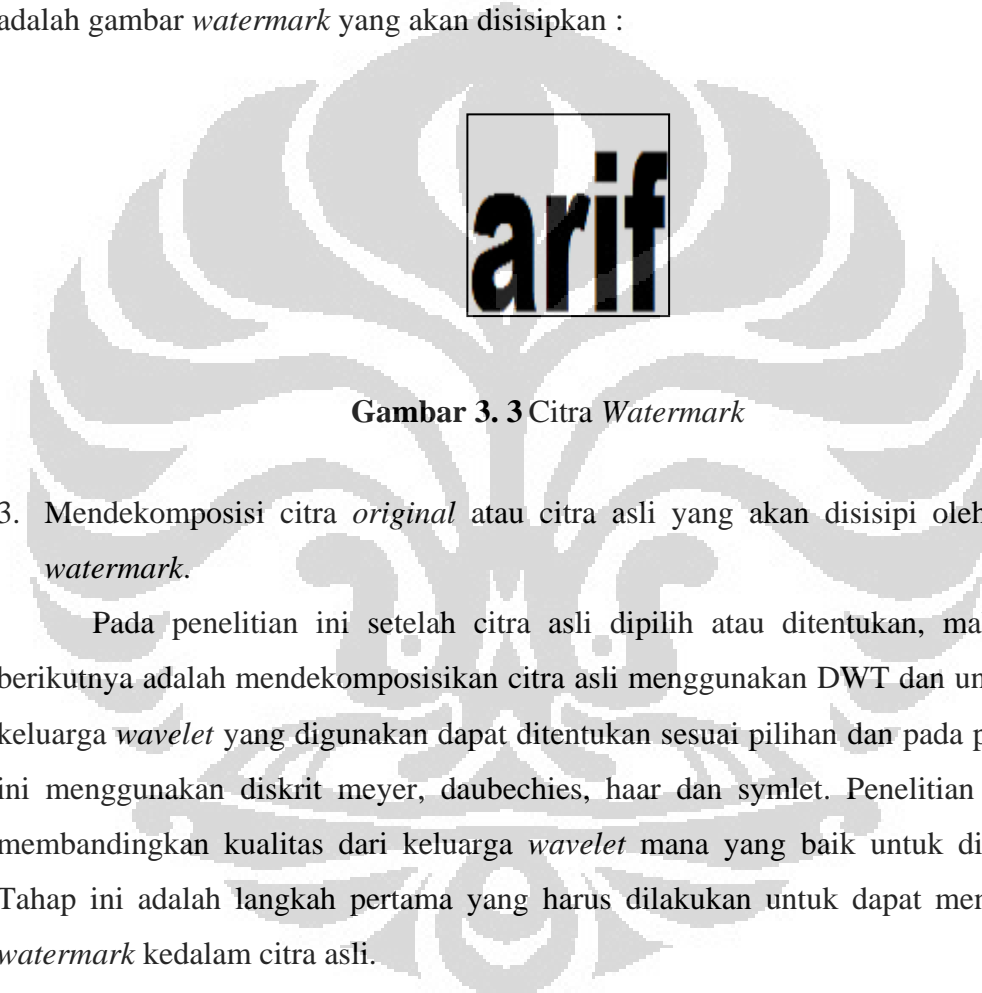 adalah gambar watermark yang akan disisipkan :
arif
Gambar 3. 3 Citra Watermark
3. Mendekomposisi citra original atau citra asli yang akan disisipi oleh
watermark.
Pada penelitian ini setelah citra asli dipilih atau ditentukan,
berikutnya adalah mendekomposisikan citra asli menggunakan DWT dan
keluarga wavelet yang digunakan dapat ditentukan sesuai pilihan dan pada
ini menggunakan diskrit meyer, daubechies, haar dan symlet. Penelitian
membandingkan kualitas dari keluarga wavelet mana yang baik untuk
Tahap ini adalah langkah pertama yang harus dilakukan untuk dapat
watermark kedalam citra asli.